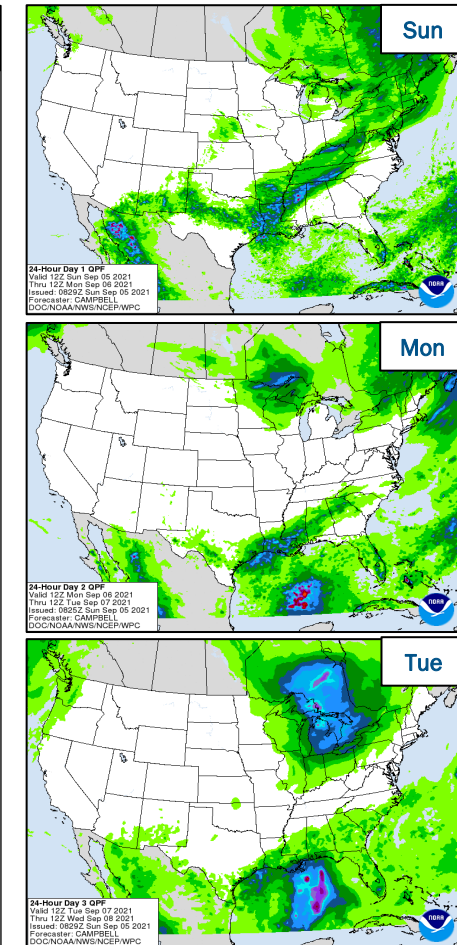 Sun
24-Hour Day 1 QPF
Valid 12Z Sun Sep 05 2021
Thru 12Z Mon Sep 06 2021
Issued: 0829Z Sun Sep 05 2021
Forecaster: CAMPBELL
DOC/NOAA/NWS/NCEP/WPC
NOAA
Mon
24-Hour Day 2 QPF
Valid 12Z Mon Sep 06 2021
Thru 12Z Tue Sep 07 2021
Issued: 0825Z Sun Sep 05 2021
Forecaster: CAMPBELL
DOC/NOAA/NWS/NCEP/WPC
NOAA
Tue
24-Hour Day 3 QPF
Valid 12Z Tue Sep 07 2021
Thru 12Z Wed Sep 08 2021
Issued: 0829Z Sun Sep 05 2021
Forecaster: CAMPBELL
DOC/NOAA/NWS/NCEP/WPC
NOAA